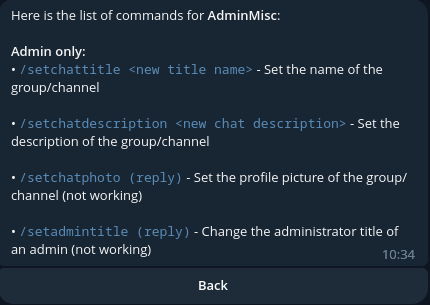 Here is the list of commands for AdminMisc:
Admin only:
• /setchattitle <new title name> - Set the name of the
group/channel
• /setchatdescription <new chat description> - Set the
description of the group/channel
• /setchatphoto (reply) - Set the profile picture of the group/
channel (not working)
• /setadmintitle (reply) - Change the administrator title of
an admin (not working)
10:34
Back